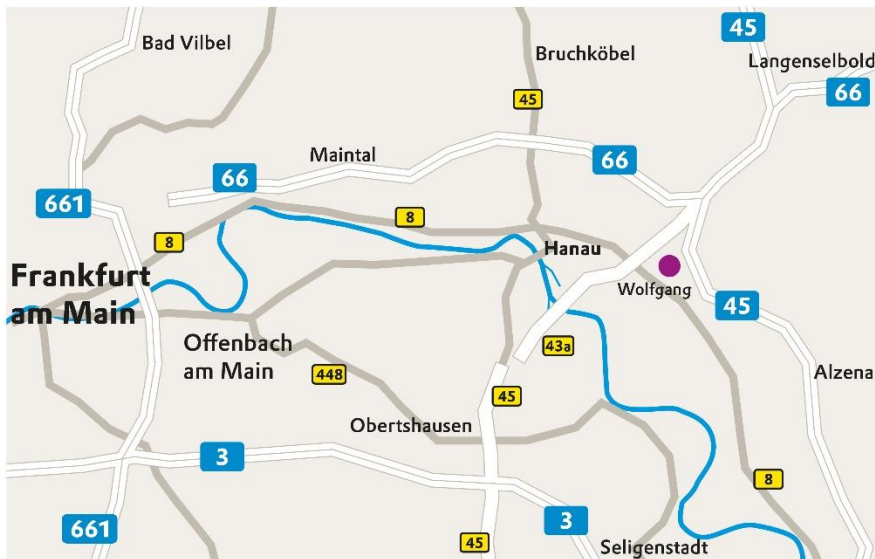 45
Bad Vilbel
Bruchköbel
Langenselbold
66
45
Maintal
66
66
661
8
8
Hanau
Frankfurt
am Main
Wolfgang
45
Offenbach
am Main
43a
448
Alzena
45
Obertshausen
3
8
661
45
3
Seligenstadt